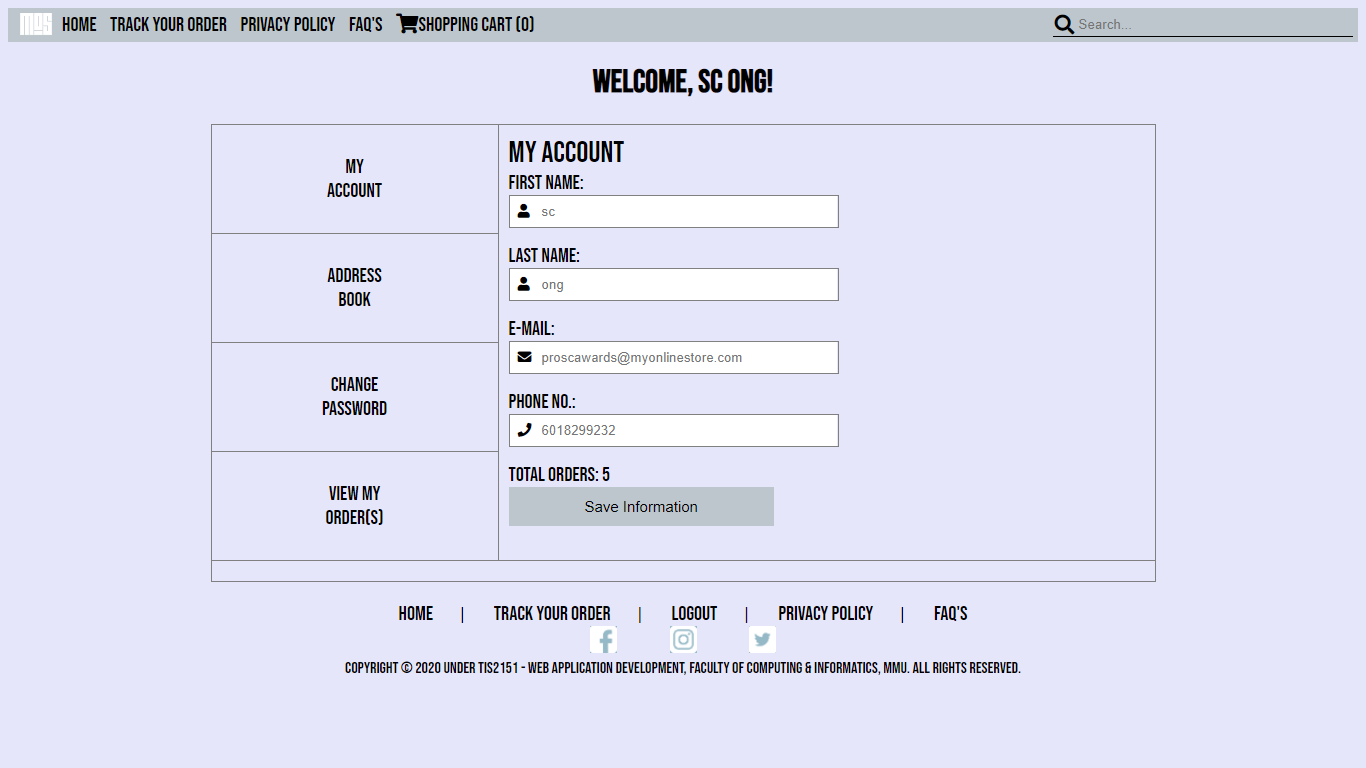 MOS HOME TRACK YOUR ORDER PRIVACY POLICY FAQ'S SHOPPING CART (0) Search...
WELCOME, SC ONG!
MY
ACCOUNT
ADDRESS
BOOK
CHANGE
PASSWORD
VIEW MY
ORDER(S)
MY ACCOUNT
FIRST NAME:
sc
LAST NAME:
ong
E-MAIL:
proscawards@myonlinestore.com
PHONE NO.:
6018299232
TOTAL ORDERS: 5
Save Information
HOME | TRACK YOUR ORDER | LOGOUT | PRIVACY POLICY | FAQ'S
COPYRIGHT © 2020 UNDER TIS2151 - WEB APPLICATION DEVELOPMENT, FACULTY OF COMPUTING & INFORMATICS, MMU. ALL RIGHTS RESERVED.